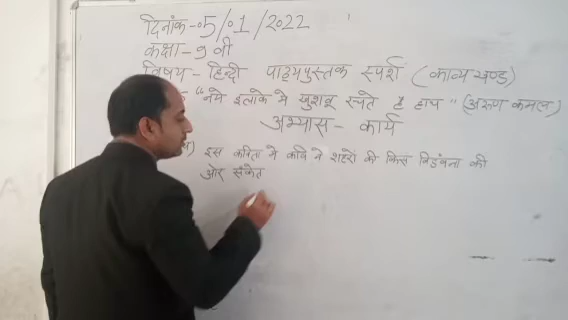 दिनांक-05/01/2022
कक्षा-9 वी
विषय - हिन्दी पाठ्यपुस्तक स्पर्श (काव्य खण्ड)
- "नये इलाके मे खुशबू रचते है हाथ" (अरुण कमल)
अभ्यास - कार्य
) इस कविता मे कवि ने शहरों की किस विडंबना की
ओर संकेत